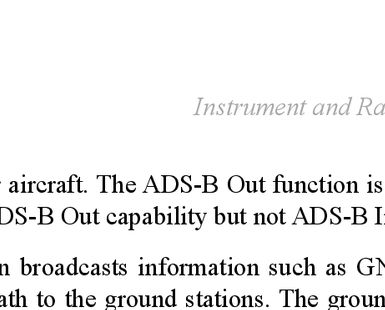 Instrument and Ra
aircraft. The ADS-B Out function is
DS-B Out capability but not ADS-B I
n broadcasts information such as GN
ath to the ground stations. The groun